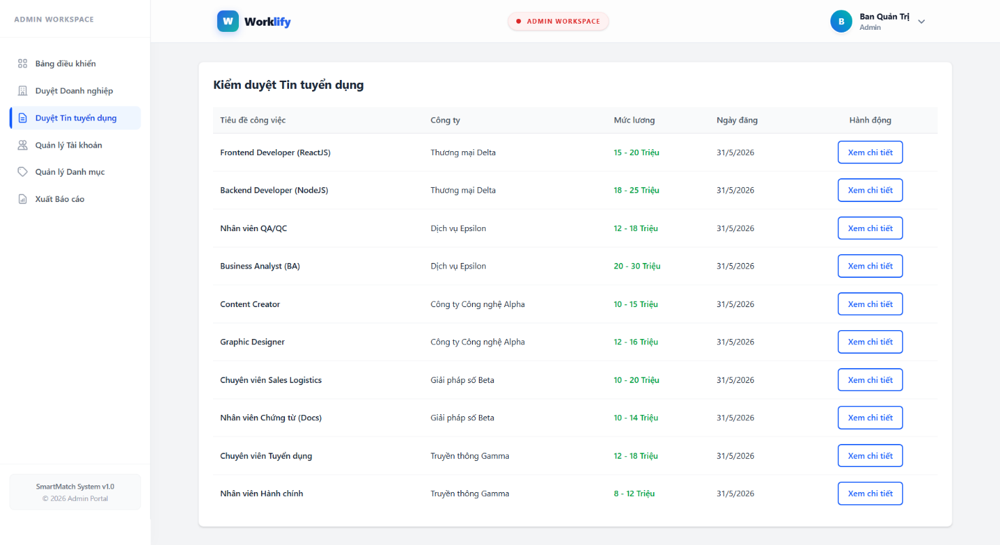 ADMIN WORKSPACE
Worklify
ADMIN WORKSPACE
B
Ban Quản Trị
Admin
W
Bảng điều khiển
Duyệt Doanh nghiệp
Duyệt Tin tuyển dụng
Quản lý Tài khoản
Quản lý Danh mục
Xuất Báo cáo
SmartMatch System v1.0
© 2026 Admin Portal
Kiểm duyệt Tin tuyển dụng
Tiêu đề công việc Công ty Mức lương Ngày đăng Hành động
Frontend Developer (ReactJS) Thương mại Delta 15 - 20 Triệu 31/5/2026 Xem chi tiết
Backend Developer (NodeJS) Thương mại Delta 18 - 25 Triệu 31/5/2026 Xem chi tiết
Nhân viên QA/QC Dịch vụ Epsilon 12 - 18 Triệu 31/5/2026 Xem chi tiết
Business Analyst (BA) Dịch vụ Epsilon 20 - 30 Triệu 31/5/2026 Xem chi tiết
Content Creator Công ty Công nghệ Alpha 10 - 15 Triệu 31/5/2026 Xem chi tiết
Graphic Designer Công ty Công nghệ Alpha 12 - 16 Triệu 31/5/2026 Xem chi tiết
Chuyên viên Sales Logistics Giải pháp số Beta 10 - 20 Triệu 31/5/2026 Xem chi tiết
Nhân viên Chứng từ (Docs) Giải pháp số Beta 10 - 14 Triệu 31/5/2026 Xem chi tiết
Chuyên viên Tuyển dụng Truyền thông Gamma 12 - 18 Triệu 31/5/2026 Xem chi tiết
Nhân viên Hành chính Truyền thông Gamma 8 - 12 Triệu 31/5/2026 Xem chi tiết